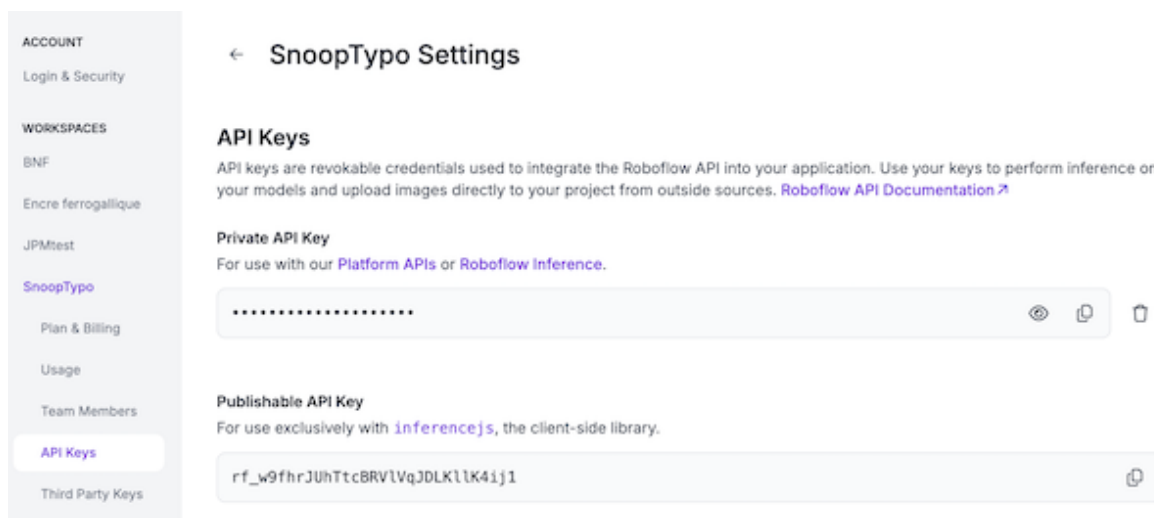 ACCOUNT
Login & Security
WORKSPACES
BNF
Encre ferrogallique
JPMtest
SnoopTypo
Plan & Billing
Usage
Team Members
API Keys
Third Party Keys
SnoopTypo Settings
API Keys
API keys are revokable credentials used to integrate the Roboflow API into your application. Use your keys to perform inference on
your models and upload images directly to your project from outside sources. Roboflow API Documentation
Private API Key
For use with our Platform APIs or Roboflow Inference.
••••••••••••••••••••
Publishable API Key
For use exclusively with inferencejs, the client-side library.
rf_w9fhrJUhTtcBRVlVqJDLKllK4ij1